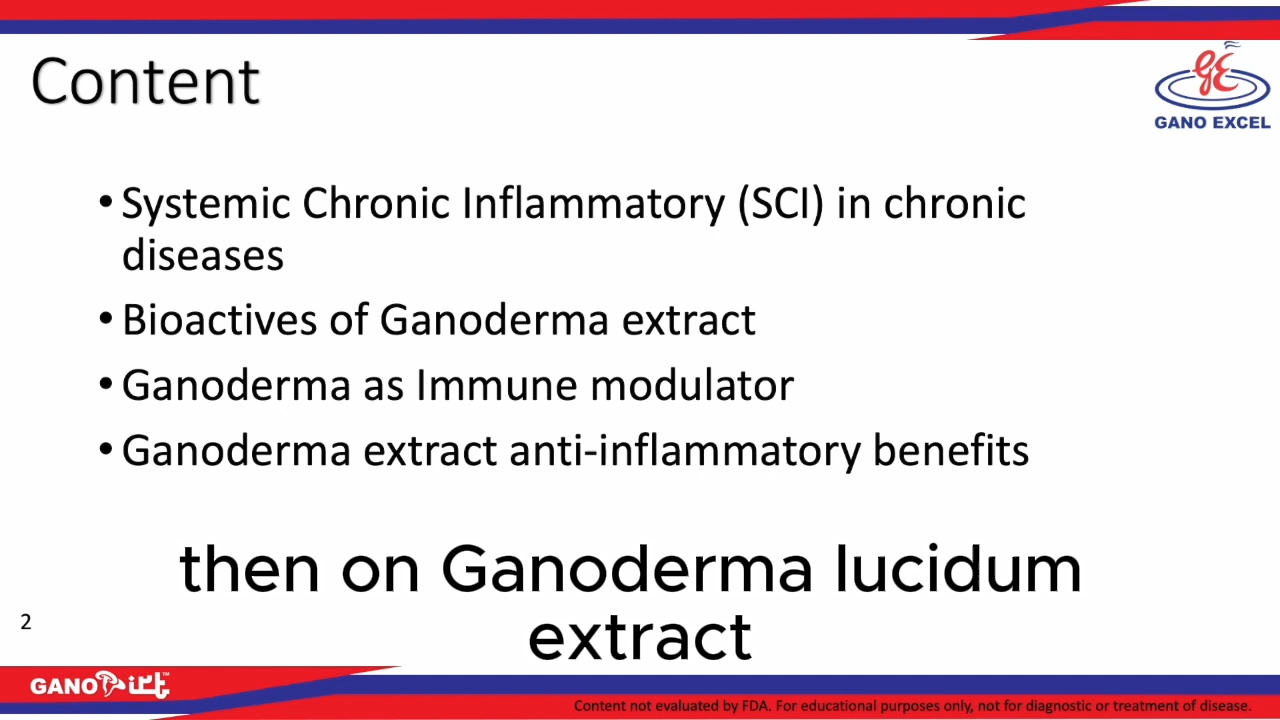 Content
GE
GANO EXCEL
• Systemic Chronic Inflammatory (SCI) in chronic
diseases
• Bioactives of Ganoderma extract
• Ganoderma as Immune modulator
• Ganoderma extract anti-inflammatory benefits
then on Ganoderma lucidum
extract
2
GANO
Content not evaluated by FDA. For educational purposes only, not for diagnostic or treatment of disease.